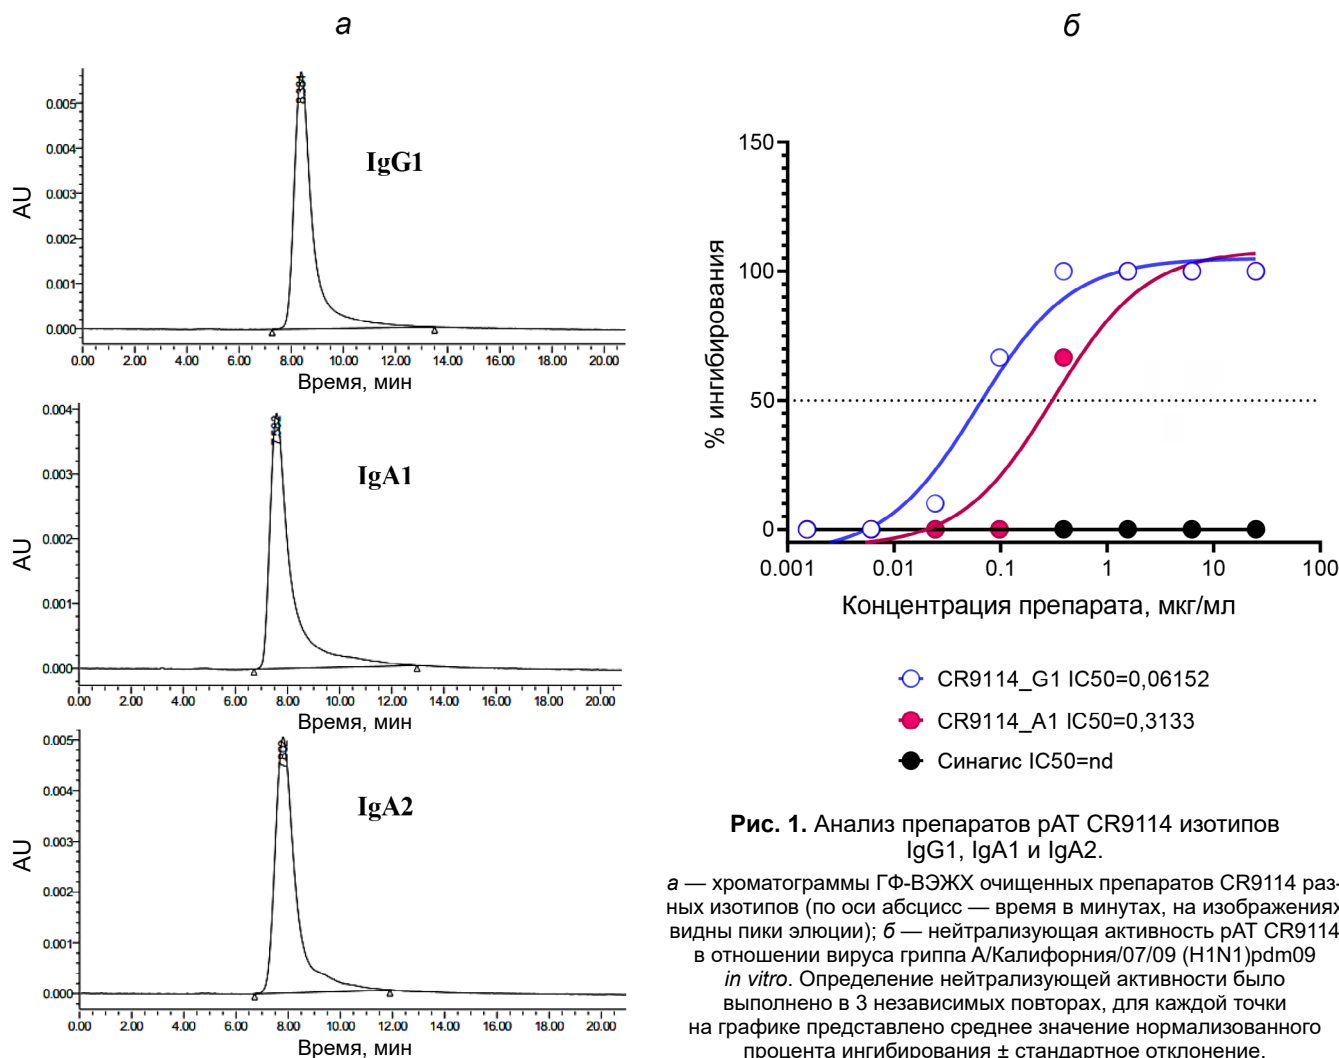 а
0.005
0.004
0.003
0.002
0.001
0.000
AU
8.384
IgG1
0.00 2.00 4.00 6.00 8.00 10.00 12.00 14.00 16.00 18.00 20.00
Время, мин
0.004
0.003
0.002
0.001
0.000
AU
7.583
IgA1
0.00 2.00 4.00 6.00 8.00 10.00 12.00 14.00 16.00 18.00 20.00
Время, мин
0.005
0.004
0.003
0.002
0.001
0.000
AU
7.802
IgA2
0.00 2.00 4.00 6.00 8.00 10.00 12.00 14.00 16.00 18.00 20.00
Время, мин
б
150
100
50
0
% ингибирования
0.001 0.01 0.1 1 10 100
Концентрация препарата, мкг/мл
CR9114_G1 IC50=0,06152
CR9114_A1 IC50=0,3133
Синагис IC50=nd
Рис. 1. Анализ препаратов рАТ CR9114 изотипов
IgG1, IgA1 и IgA2.
а — хроматограммы ГФ-ВЭЖХ очищенных препаратов CR9114 раз-
ных изотипов (по оси абсцисс — время в минутах, на изображениях
видны пики элюции); б — нейтрализующая активность рАТ CR9114
в отношении вируса гриппа А/Калифорния/07/09 (H1N1)pdm09
in vitro. Определение нейтрализующей активности было
выполнено в 3 независимых повторах, для каждой точки
на графике представлено среднее значение нормализованного
процента ингибирования ± стандартное отклонение.